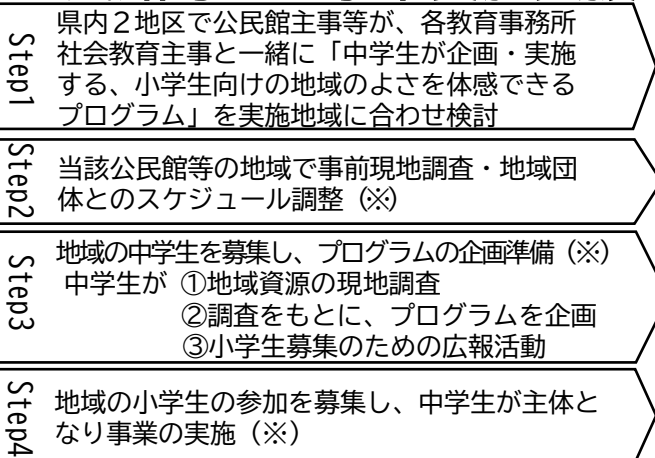 Step1
県内2地区で公民館主事等が、各教育事務所
社会教育主事と一緒に「中学生が企画・実施
する、小学生向けの地域のよさを体感できる
プログラム」を実施地域に合わせ検討
Step2
当該公民館等の地域で事前現地調査・地域団
体とのスケジュール調整（※）
Step3
地域の中学生を募集し、プログラムの企画準備（※）
中学生が ①地域資源の現地調査
②調査をもとに、プログラムを企画
③小学生募集のための広報活動
Step4
地域の小学生の参加を募集し、中学生が主体と
なり事業の実施（※）